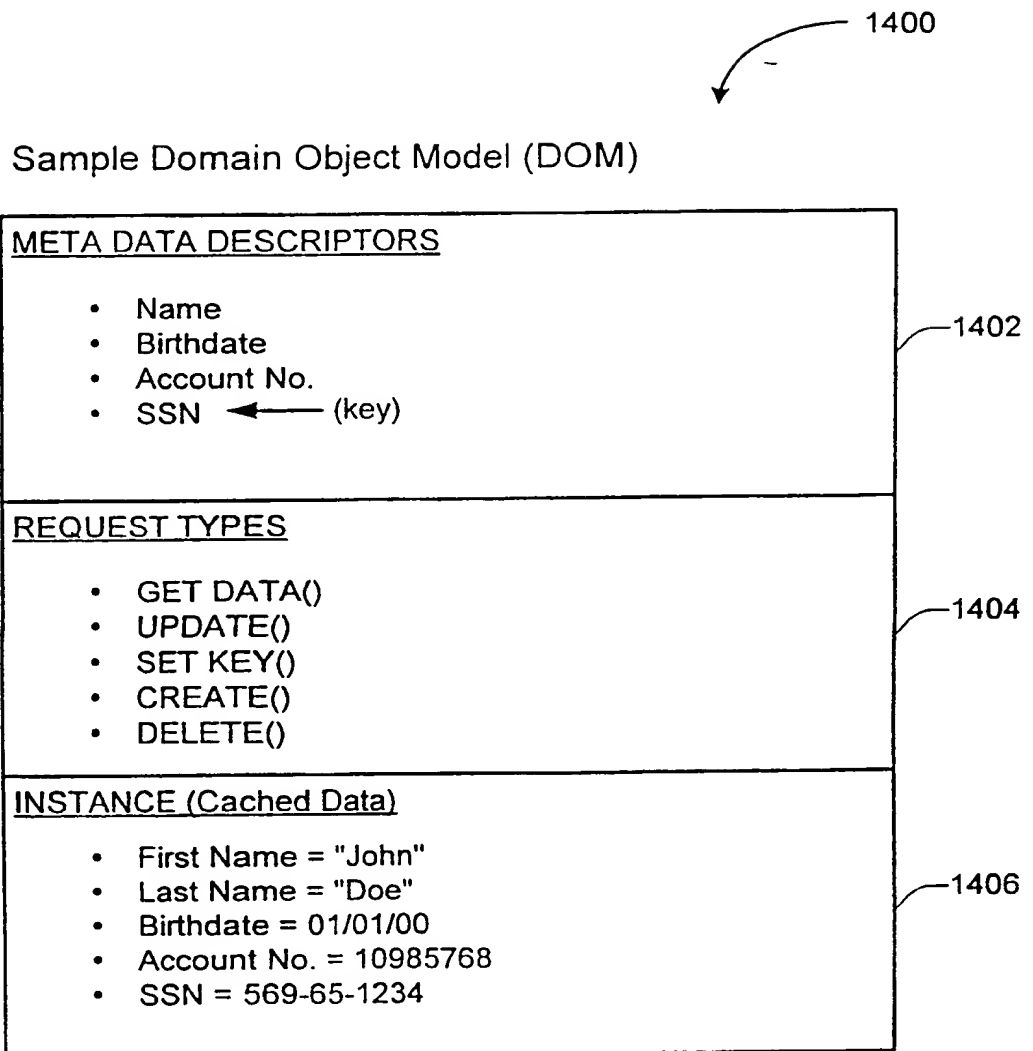 1400
Sample Domain Object Model (DOM)
META DATA DESCRIPTORS
• Name
• Birthdate
• Account No.
• SSN (key)
1402
REQUEST TYPES
• GET DATA()
• UPDATE()
• SET KEY()
• CREATE()
• DELETE()
1404
INSTANCE (Cached Data)
• First Name = "John"
• Last Name = "Doe"
• Birthdate = 01/01/00
• Account No. = 10985768
• SSN = 569-65-1234
1406